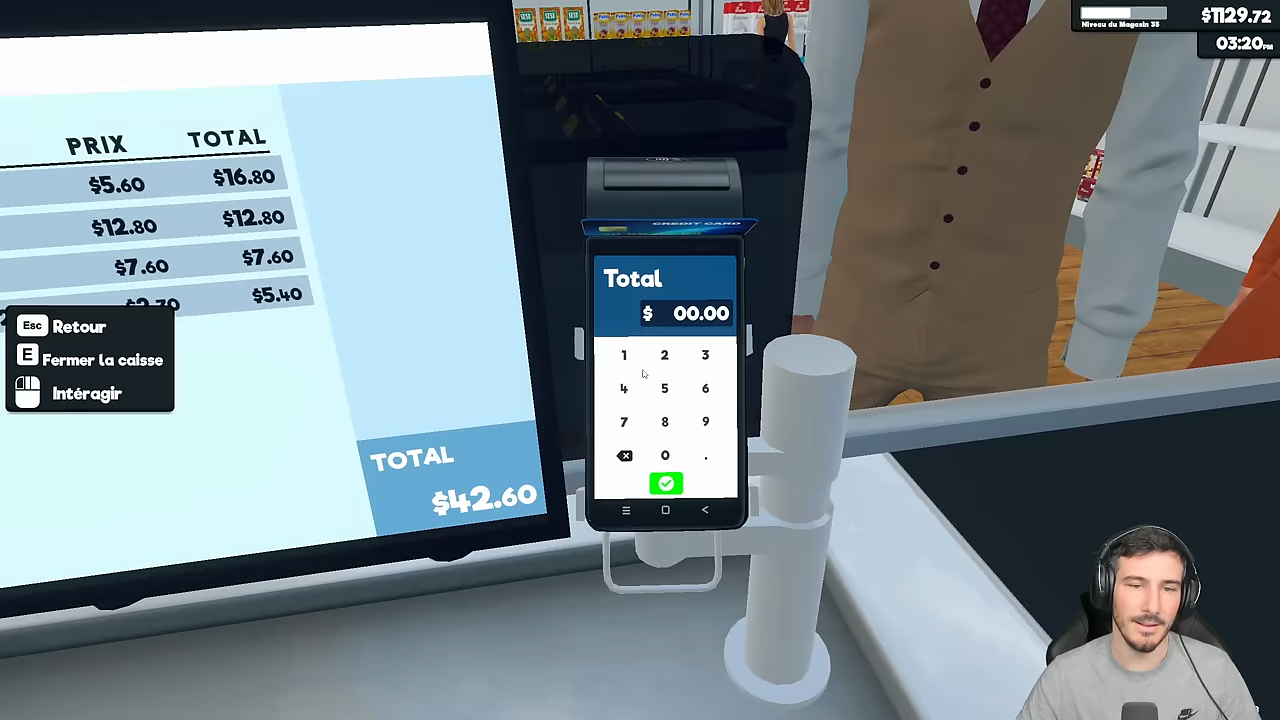 $1129.72
Niveau du Magasin 35
03:20PM
PRIX TOTAL
$5.60 $16.80
$12.80 $12.80
$7.60 $7.60
$2.70 $5.40
Esc Retour
E Fermer la caisse
Intéragir
TOTAL
$42.60
CREDIT CARD
Total
$ 00.00
1 2 3
4 5 6
7 8 9
0 .